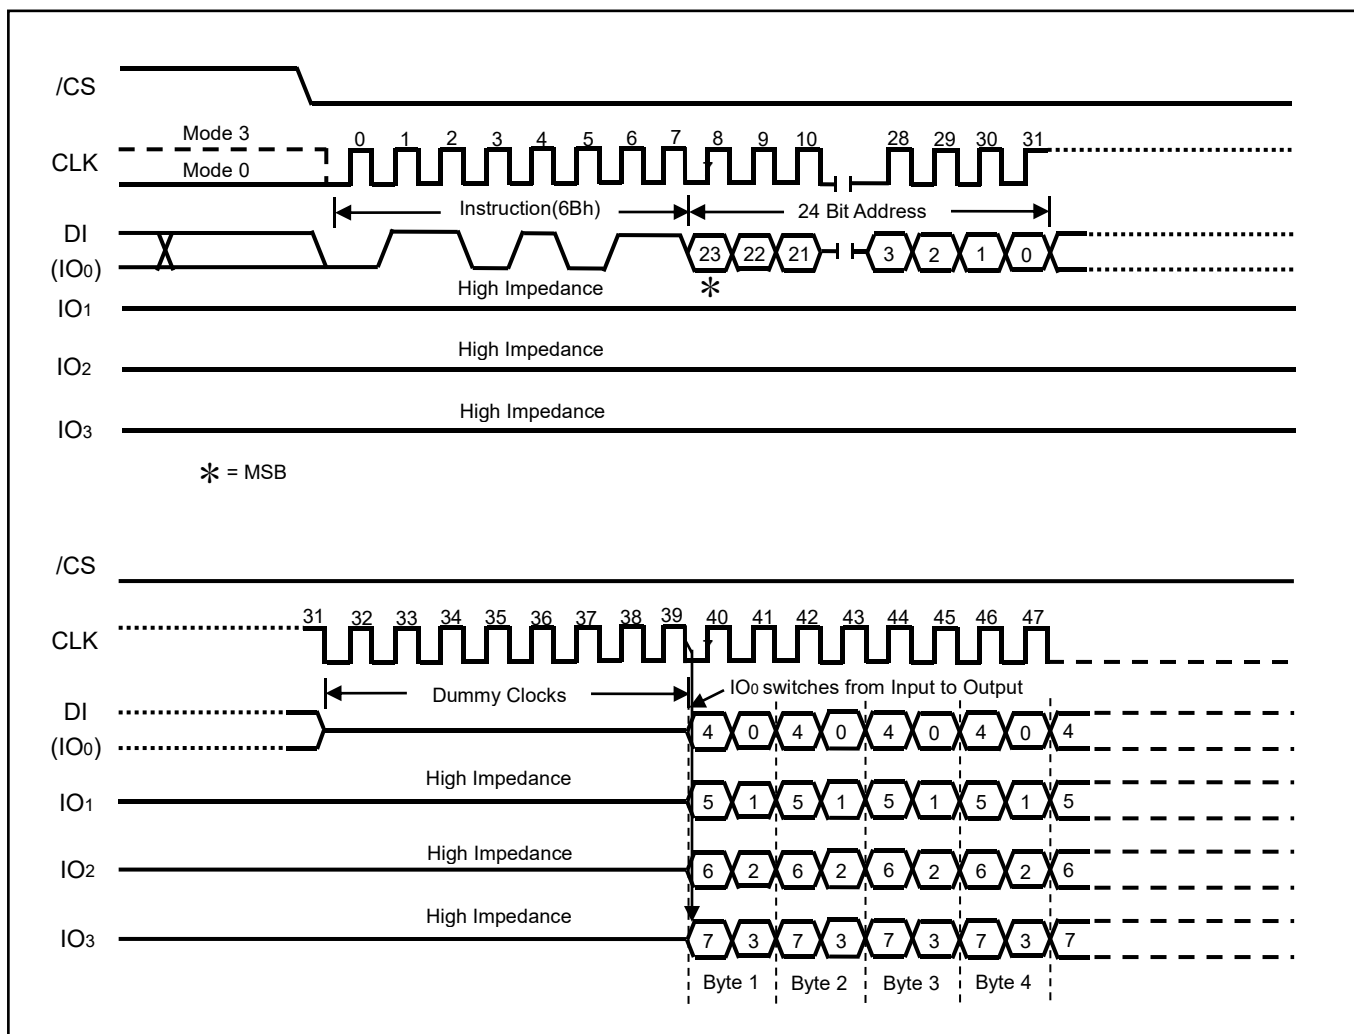 /CS
Mode 3
CLK
Mode 0
0 1 2 3 4 5 6 7 8 9 10 28 29 30 31
7
Instruction(6Bh)
24 Bit Address
DI
(IO0)
23 22 21 3 2 1 0
High Impedance
*
IO1
High Impedance
IO2
High Impedance
IO3
* = MSB
/CS
31 32 33 34 35 36 37 38 39 40 41 42 43 44 45 46 47
CLK
7
Dummy Clocks
IO0 switches from Input to Output
DI
(IO0)
4 0 4 0 4 0 4 0 4
High Impedance
IO1
5 1 5 1 5 1 5 1 5
High Impedance
IO2
6 2 6 2 6 2 6 2 6
High Impedance
IO3
7 3 7 3 7 3 7 3 7
Byte 1 Byte 2 Byte 3 Byte 4